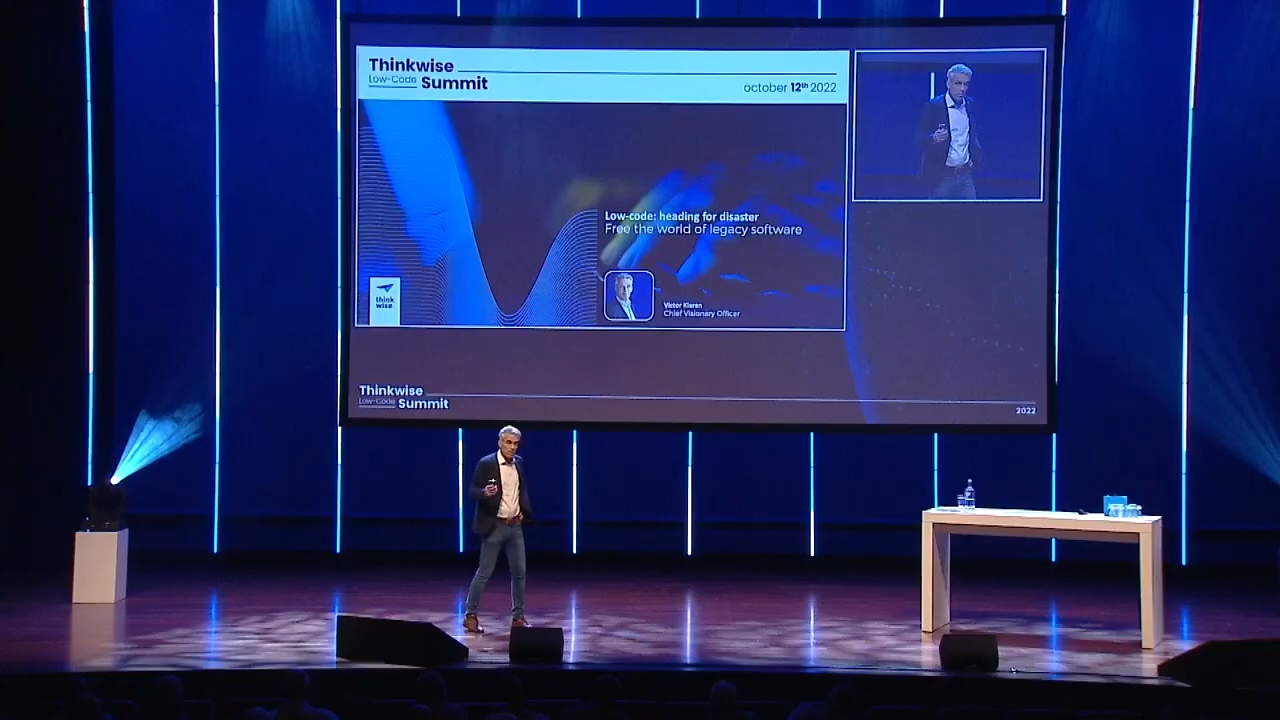 Thinkwise
Low-Code Summit
october 12th 2022
Low-code: heading for disaster
Free the world of legacy software
think
wise
Victor Klaren
Chief Visionary Officer
Thinkwise
Low-Code Summit
2022